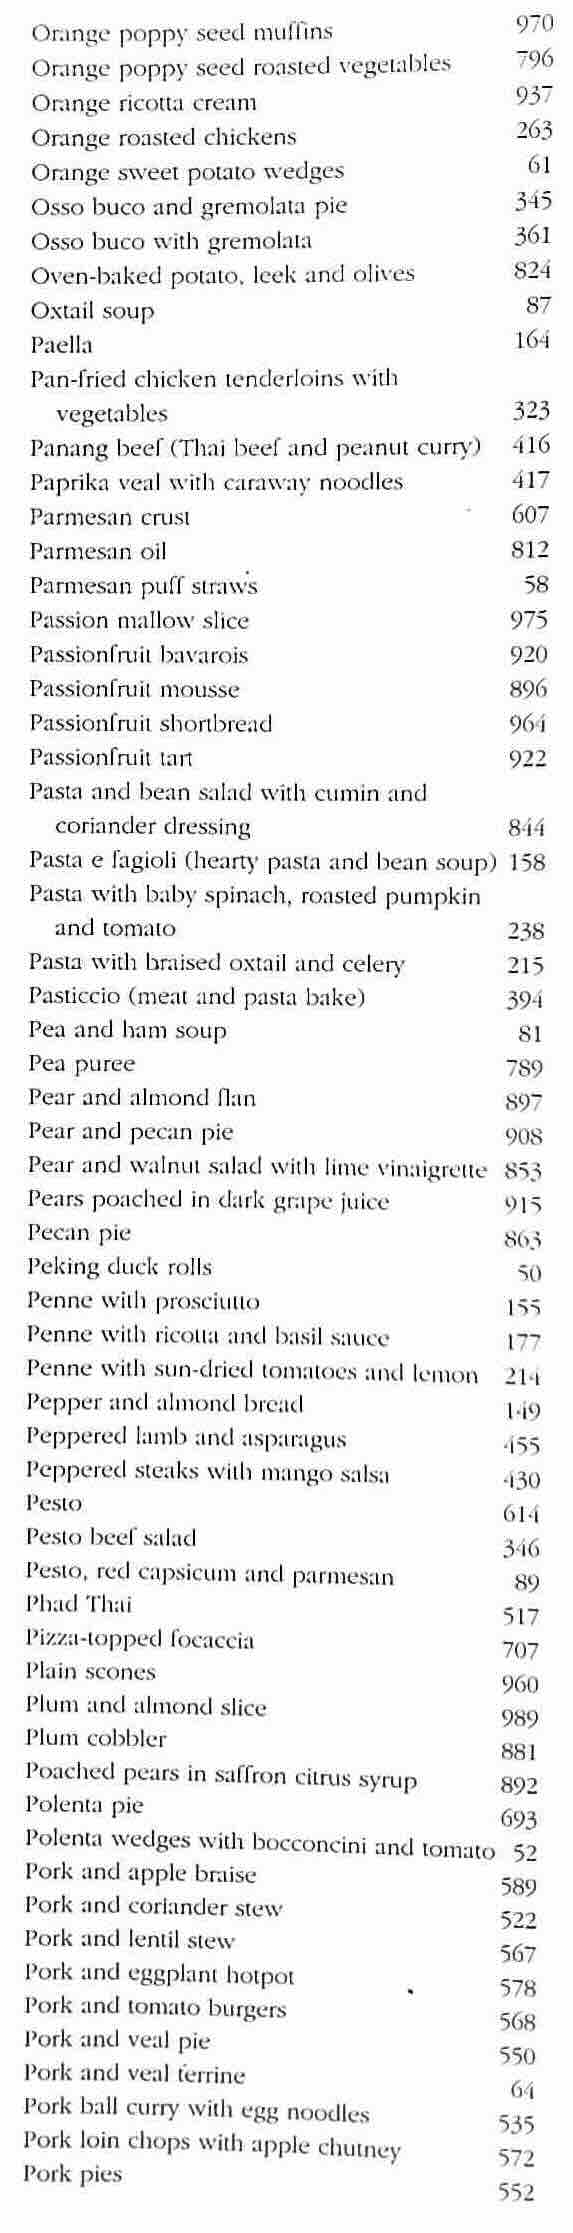 Orange poppy seed muffins 970
Orange poppy seed roasted vegetables 796
Orange ricotta cream 937
Orange roasted chickens 263
Orange sweet potato wedges 61
Osso buco and gremolata pie 345
Osso buco with gremolata 361
Oven-baked potato, leek and olives 824
Oxtail soup 87
Paella 164
Pan-fried chicken tenderloins with
vegetables 323
Panang beef (Thai beef and peanut curry) 416
Paprika veal with caraway noodles 417
Parmesan crust 607
Parmesan oil 812
Parmesan puff straws 58
Passion mallow slice 975
Passionfruit bavarois 920
Passionfruit mousse 896
Passionfruit shortbread 964
Passionfruit tart 922
Pasta and bean salad with cumin and
coriander dressing 844
Pasta e fagioli (hearty pasta and bean soup) 158
Pasta with baby spinach, roasted pumpkin
and tomato 238
Pasta with braised oxtail and celery 215
Pasticcio (meat and pasta bake) 394
Pea and ham soup 81
Pea puree 789
Pear and almond flan 897
Pear and pecan pie 908
Pear and walnut salad with lime vinaigrette 853
Pears poached in dark grape juice 915
Pecan pie 863
Peking duck rolls 50
Penne with prosciutto 155
Penne with ricotta and basil sauce 177
Penne with sun-dried tomatoes and lemon 214
Pepper and almond bread 149
Peppered lamb and asparagus 455
Peppered steaks with mango salsa 430
Pesto 614
Pesto beef salad 346
Pesto, red capsicum and parmesan 89
Phad Thai 517
Pizza-topped focaccia 707
Plain scones 960
Plum and almond slice 989
Plum cobbler 881
Poached pears in saffron citrus syrup 892
Polenta pie 693
Polenta wedges with bocconcini and tomato 52
Pork and apple braise 589
Pork and coriander stew 522
Pork and lentil stew 567
Pork and eggplant hotpot 578
Pork and tomato burgers 568
Pork and veal pie 550
Pork and veal terrine 64
Pork ball curry with egg noodles 535
Pork loin chops with apple chutney 572
Pork pies 552